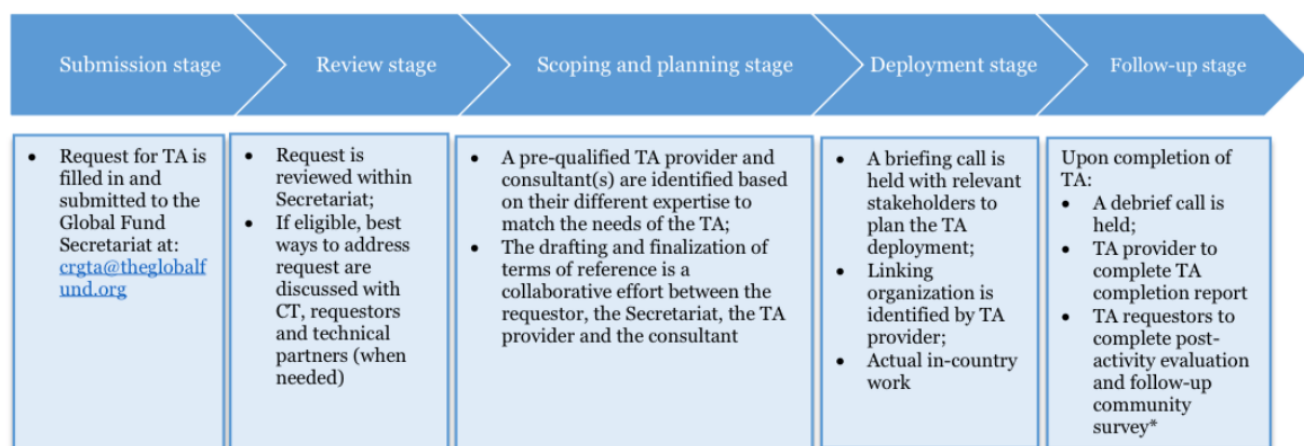 Submission stage
Review stage
Scoping and planning stage
Deployment stage
Follow-up stage
• Request for TA is
filled in and
submitted to the
Global Fund
Secretariat at:
crgta@theglobalf
und.org
• Request is
reviewed within
Secretariat;
• If eligible, best
ways to address
request are
discussed with
CT, requestors
and technical
partners (when
needed)
• A pre-qualified TA provider and
consultant(s) are identified based
on their different expertise to
match the needs of the TA;
• The drafting and finalization of
terms of reference is a
collaborative effort between the
requestor, the Secretariat, the TA
provider and the consultant
• A briefing call is
held with relevant
stakeholders to
plan the TA
deployment;
• Linking
organization is
identified by TA
provider;
• Actual in-country
work
Upon completion of
TA:
• A debrief call is
held;
• TA provider to
complete TA
completion report
• TA requestors to
complete post-
activity evaluation
and follow-up
community
survey*